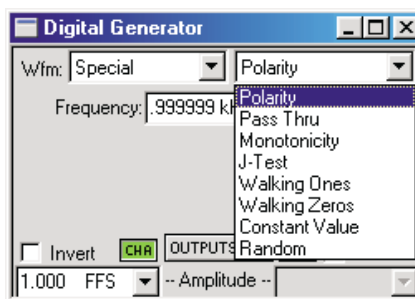 Digital Generator
Wfm: Special Polarity
Frequency: .999999
Polarity
Pass Thru
Monotonicity
J-Test
Walking Ones
Walking Zeros
Constant Value
Random
Invert CHA OUTPUTS
1.000 FFS -- Amplitude --